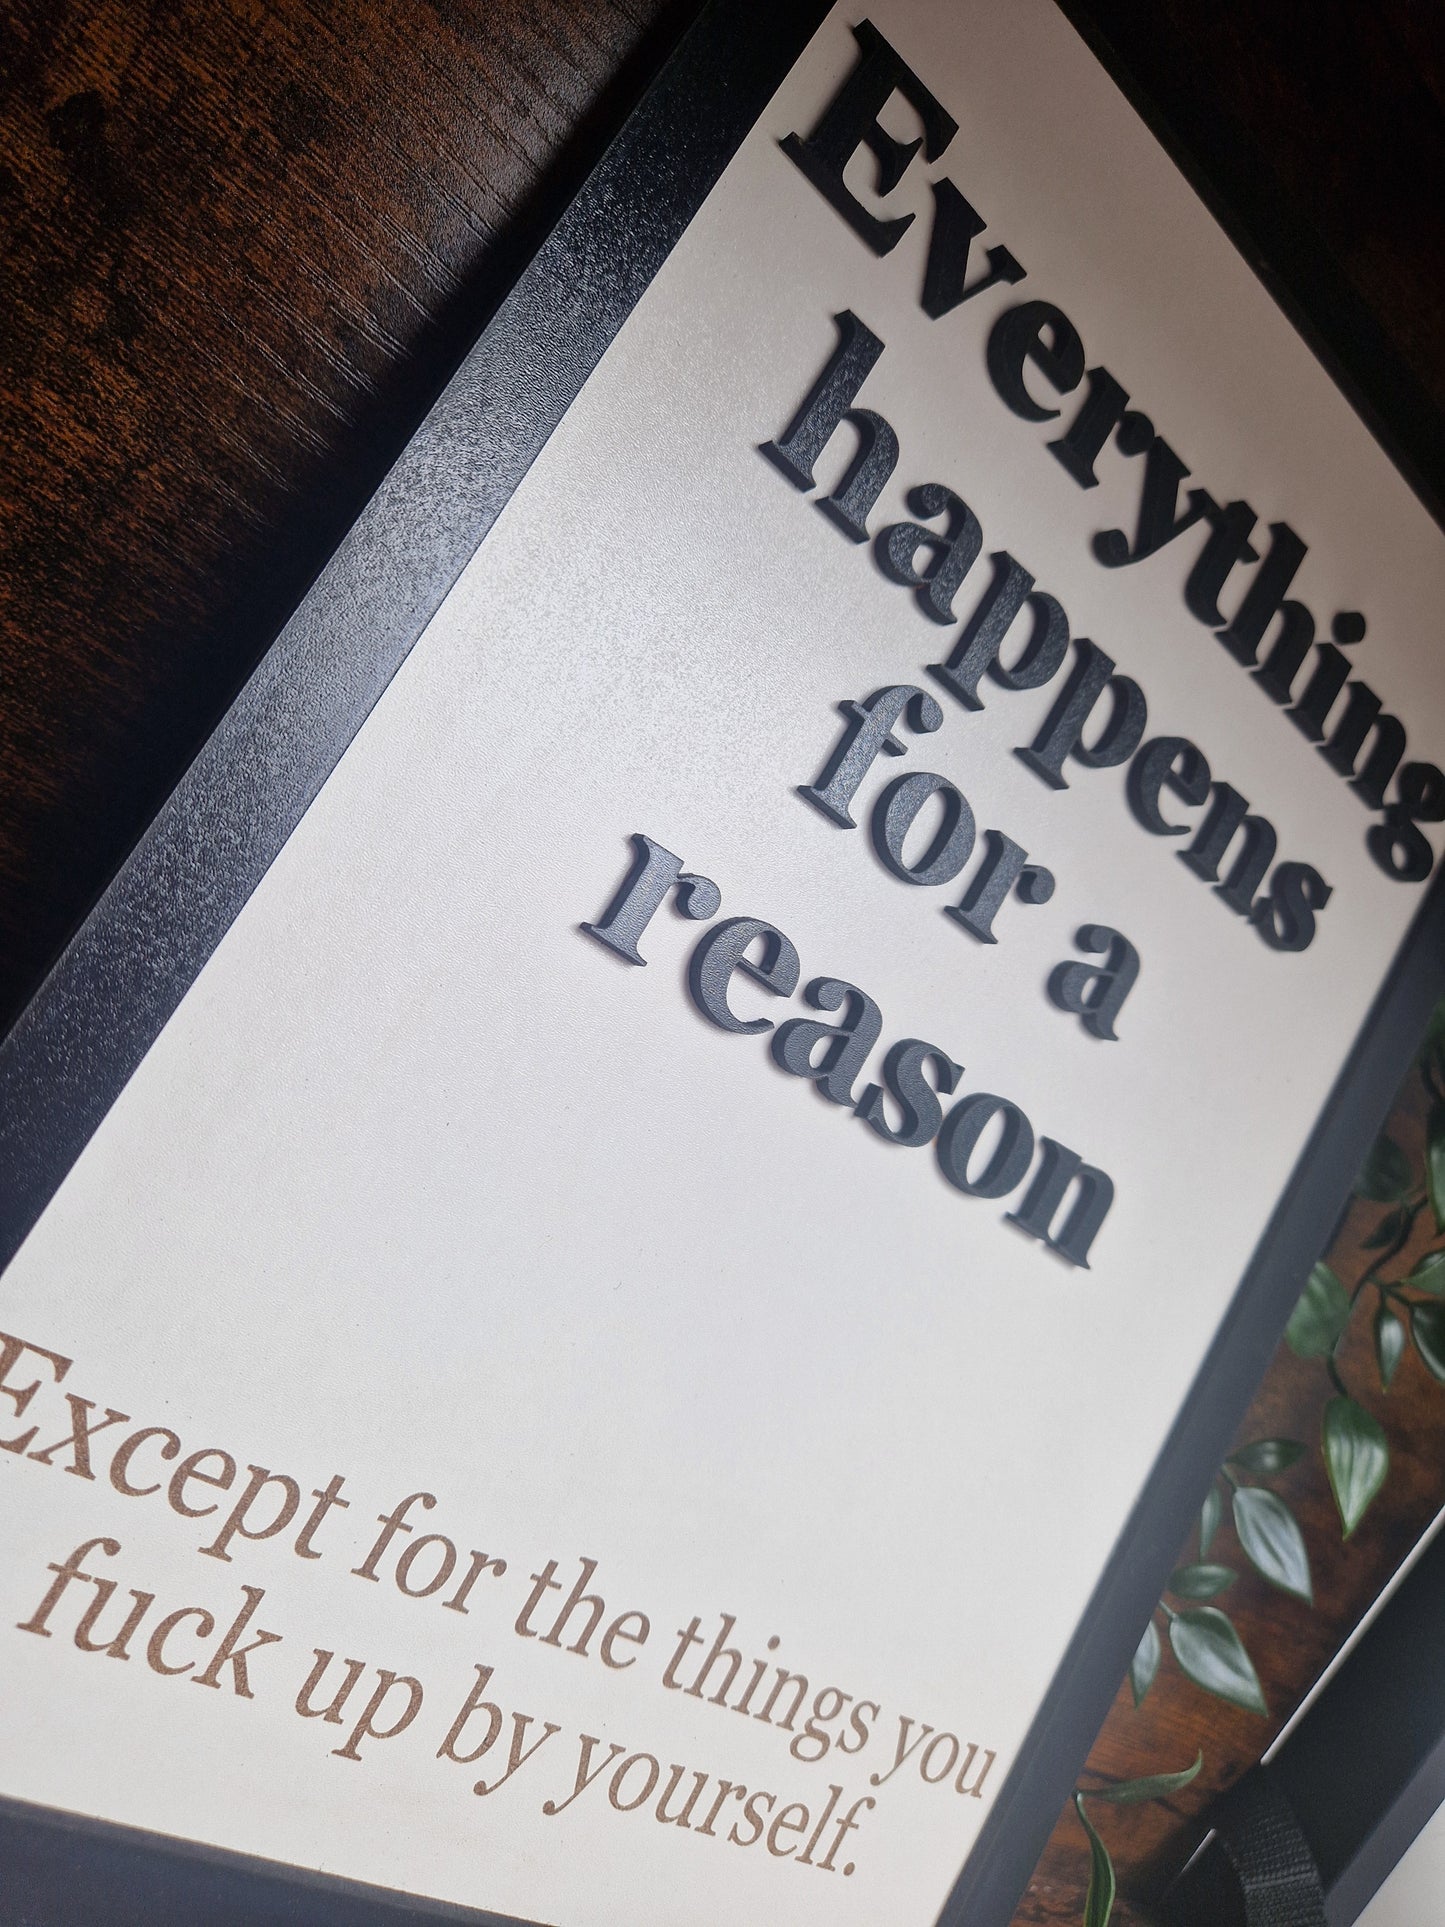 Everything
happens
for a
reason
Except for the things you
fuck up by yourself.